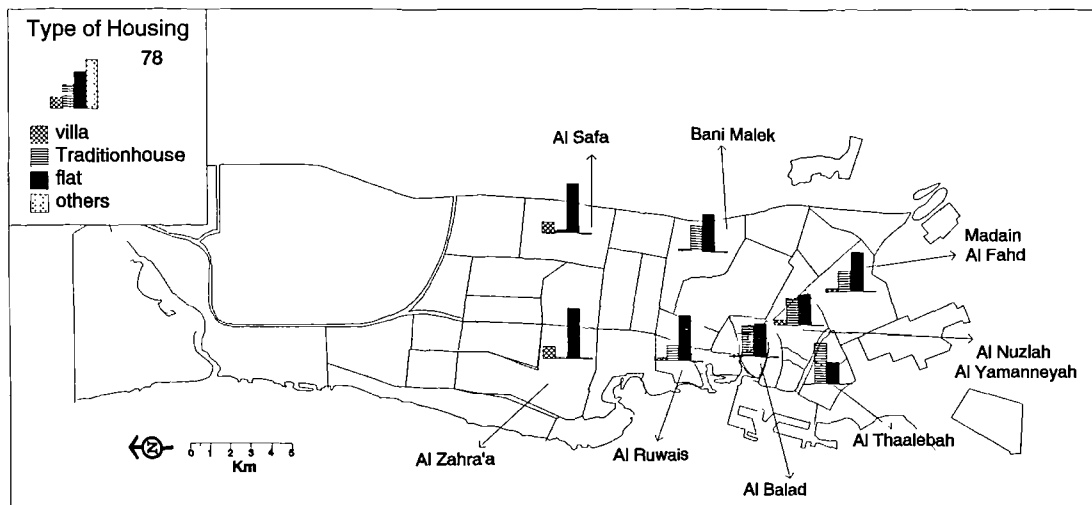 Type of Housing
78
villa
Traditionhouse
flat
others
Al Safa
Bani Malek
Madain
Al Fahd
Al Nuzlah
Al Yamanneyah
Al Thaalebah
Al Balad
Al Ruwais
Al Zahra'a
N
0 1 2 3 4 5
Km